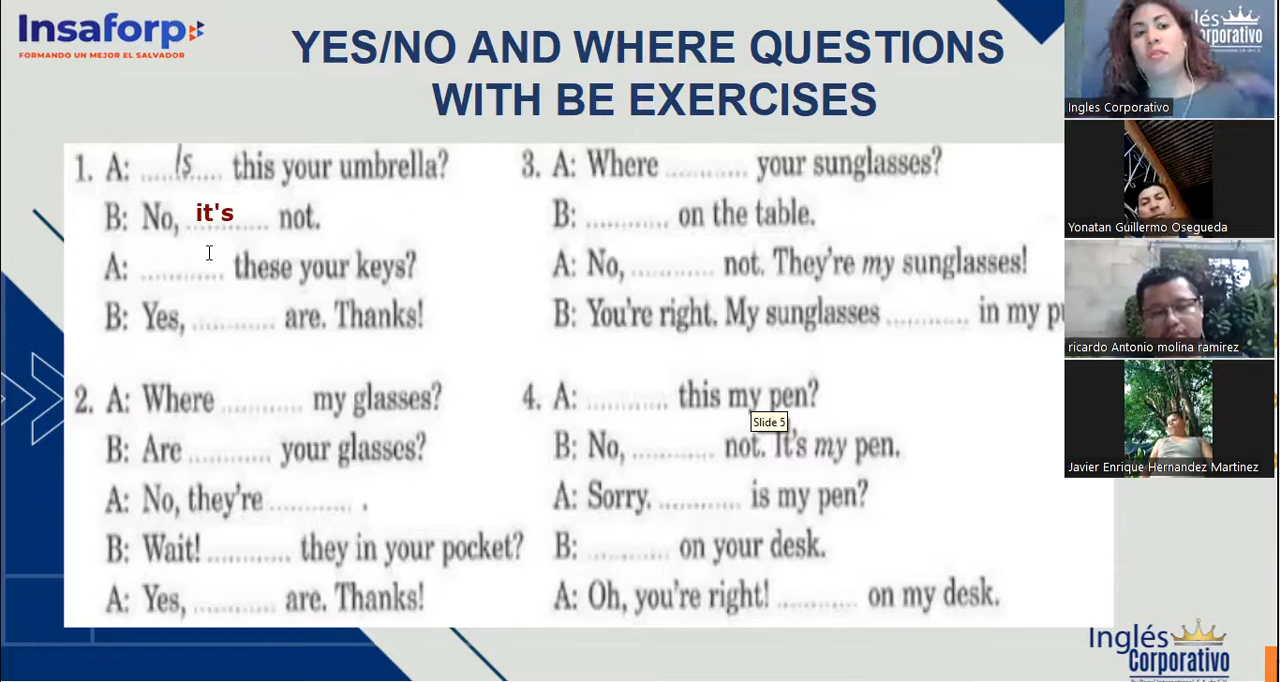 Insaforp
FORMANDO UN MEJOR EL SALVADOR
YES/NO AND WHERE QUESTIONS
WITH BE EXERCISES
1. A: .....Is..... this your umbrella?
B: No, it's ............ not.
A: ............ these your keys?
B: Yes, ............ are. Thanks!
2. A: Where ............ my glasses?
B: Are ............ your glasses?
A: No, they're ............ .
B: Wait! ............ they in your pocket?
A: Yes, ............ are. Thanks!
3. A: Where ............ your sunglasses?
B: ............ on the table.
A: No, ............ not. They're my sunglasses!
B: You're right. My sunglasses ............ in my
4. A: ............ this my pen?
Slide 5
B: No, ............ not. It's my pen.
A: Sorry. ............ is my pen?
B: ............ on your desk.
A: Oh, you're right! ............ on my desk.
Ingles Corporativo
Yonatan Guillermo Osegueda
ricardo Antonio molina ramirez
Javier Enrique Hernandez Martinez
Inglés
Corporativo